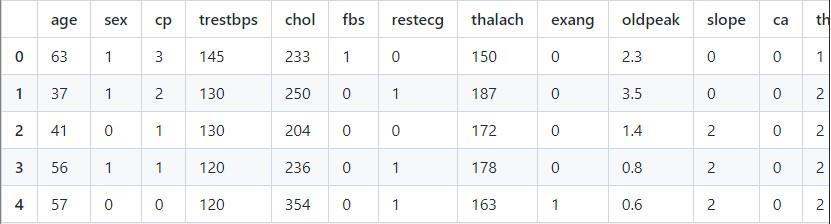 age sex cp trestbps chol fbs restecg thalach exang oldpeak slope ca th
0 63 1 3 145 233 1 0 150 0 2.3 0 0 1
1 37 1 2 130 250 0 1 187 0 3.5 0 0 2
2 41 0 1 130 204 0 0 172 0 1.4 2 0 2
3 56 1 1 120 236 0 1 178 0 0.8 2 0 2
4 57 0 0 120 354 0 1 163 1 0.6 2 0 2